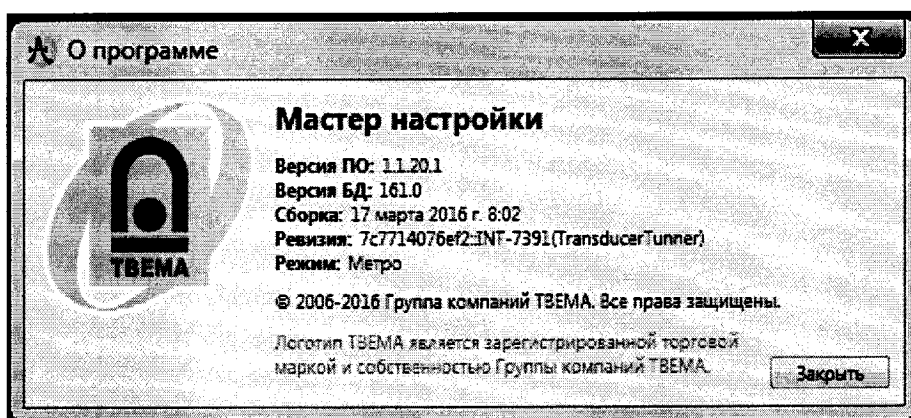 О программе
Мастер настройки
Версия ПО: 1.1.20.1
Версия БД: 161.0
Сборка: 17 марта 2016 г. 8:02
Ревизия: 7c7714076ef2::INT-7391(TransducerTunner)
Режим: Метро
ТВЕМА
© 2006-2016 Группа компаний ТВЕМА. Все права защищены.
Логотип ТВЕМА является зарегистрированной торговой
маркой и собственностью Группы компаний ТВЕМА.
Закрыть